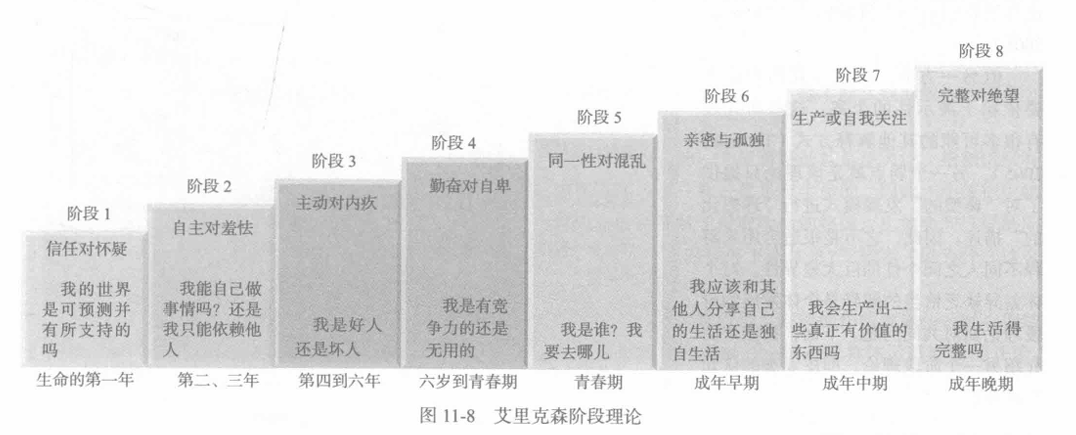 阶段 1
信任对怀疑
我的世界
是可预测并
有所支持的
吗
生命的第一年
阶段 2
自主对羞怯
我能自己做
事情吗？还是
我只能依赖他
人
第二、三年
阶段 3
主动对内疚
我是好人
还是坏人
第四到六年
阶段 4
勤奋对自卑
我是有竞
争力的还是
无用的
六岁到青春期
阶段 5
同一性对混乱
我是谁？我
要去哪儿
青春期
阶段 6
亲密与孤独
我应该和其
他人分享自己
的生活还是独
自生活
成年早期
阶段 7
生产或自我关注
我会生产出一
些真正有价值的
东西吗
成年中期
阶段 8
完整对绝望
我生活得
完整吗
成年晚期
图 11-8 艾里克森阶段理论